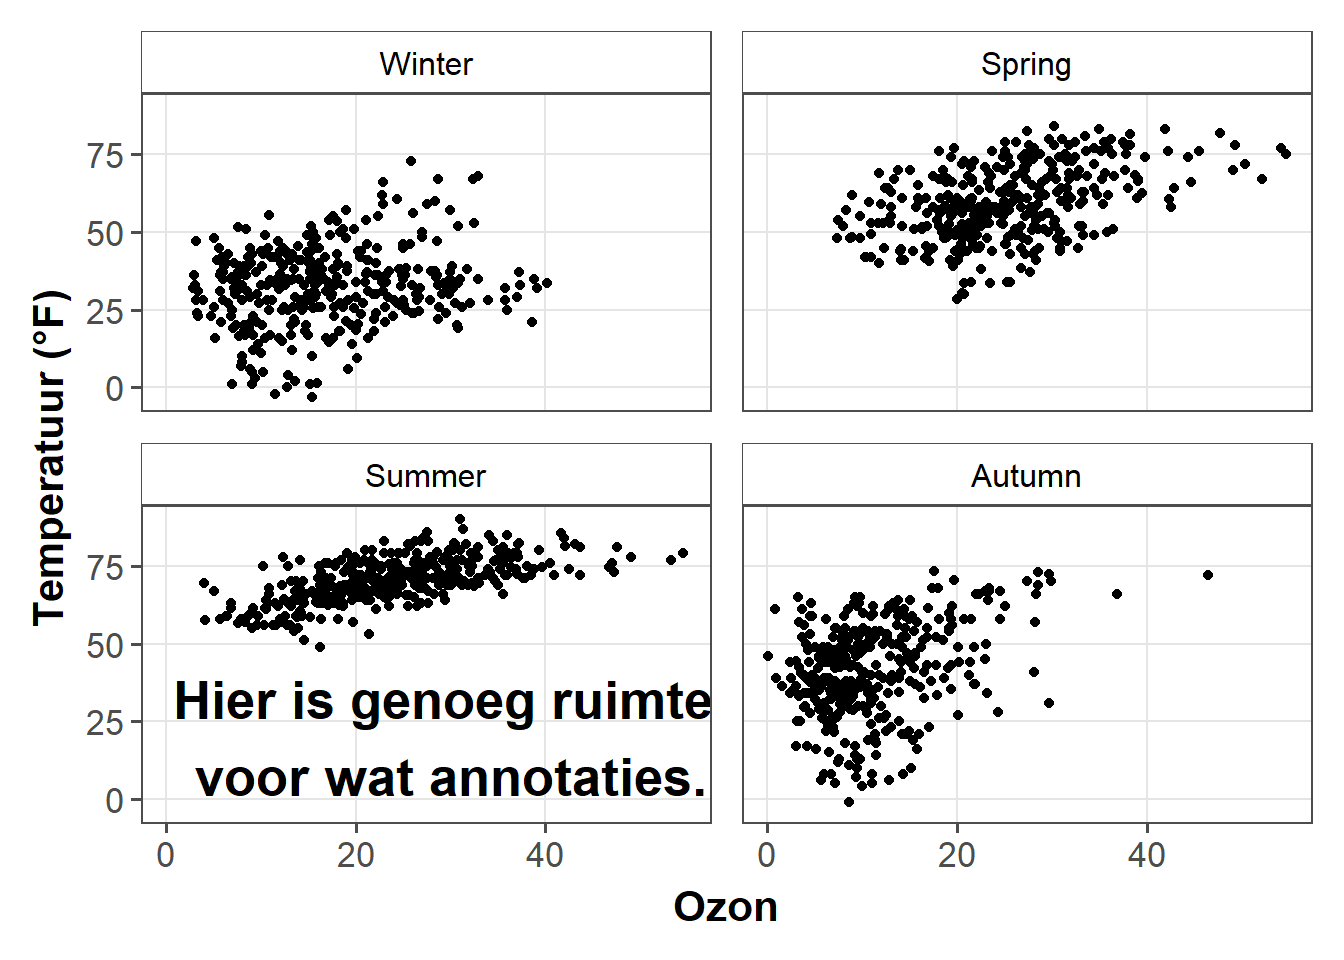 Winter
Spring
75
50
25
0
Summer
Autumn
75
50
25
0
Hier is genoeg ruimte
voor wat annotaties.
0 20 40
0 20 40
Temperatuur (°F)
Ozon